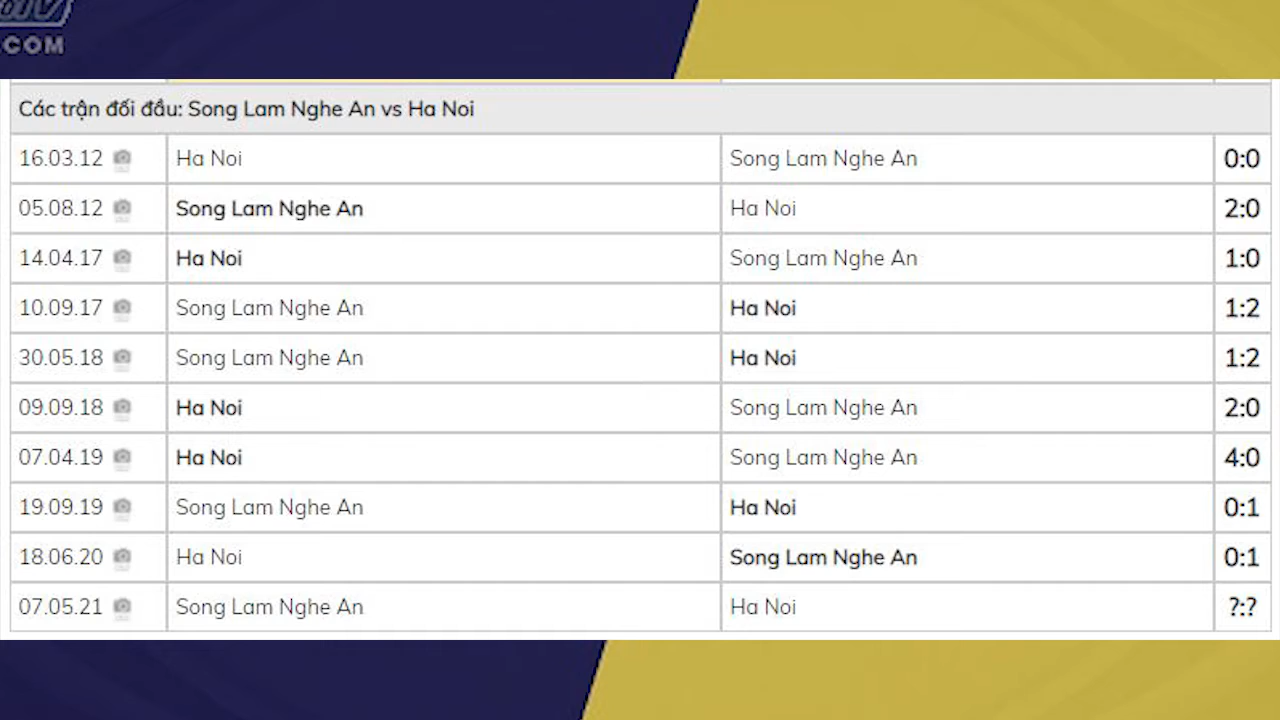 .COM
Các trận đối đầu: Song Lam Nghe An vs Ha Noi
16.03.12 Ha Noi Song Lam Nghe An 0:0
05.08.12 Song Lam Nghe An Ha Noi 2:0
14.04.17 Ha Noi Song Lam Nghe An 1:0
10.09.17 Song Lam Nghe An Ha Noi 1:2
30.05.18 Song Lam Nghe An Ha Noi 1:2
09.09.18 Ha Noi Song Lam Nghe An 2:0
07.04.19 Ha Noi Song Lam Nghe An 4:0
19.09.19 Song Lam Nghe An Ha Noi 0:1
18.06.20 Ha Noi Song Lam Nghe An 0:1
07.05.21 Song Lam Nghe An Ha Noi ?:?